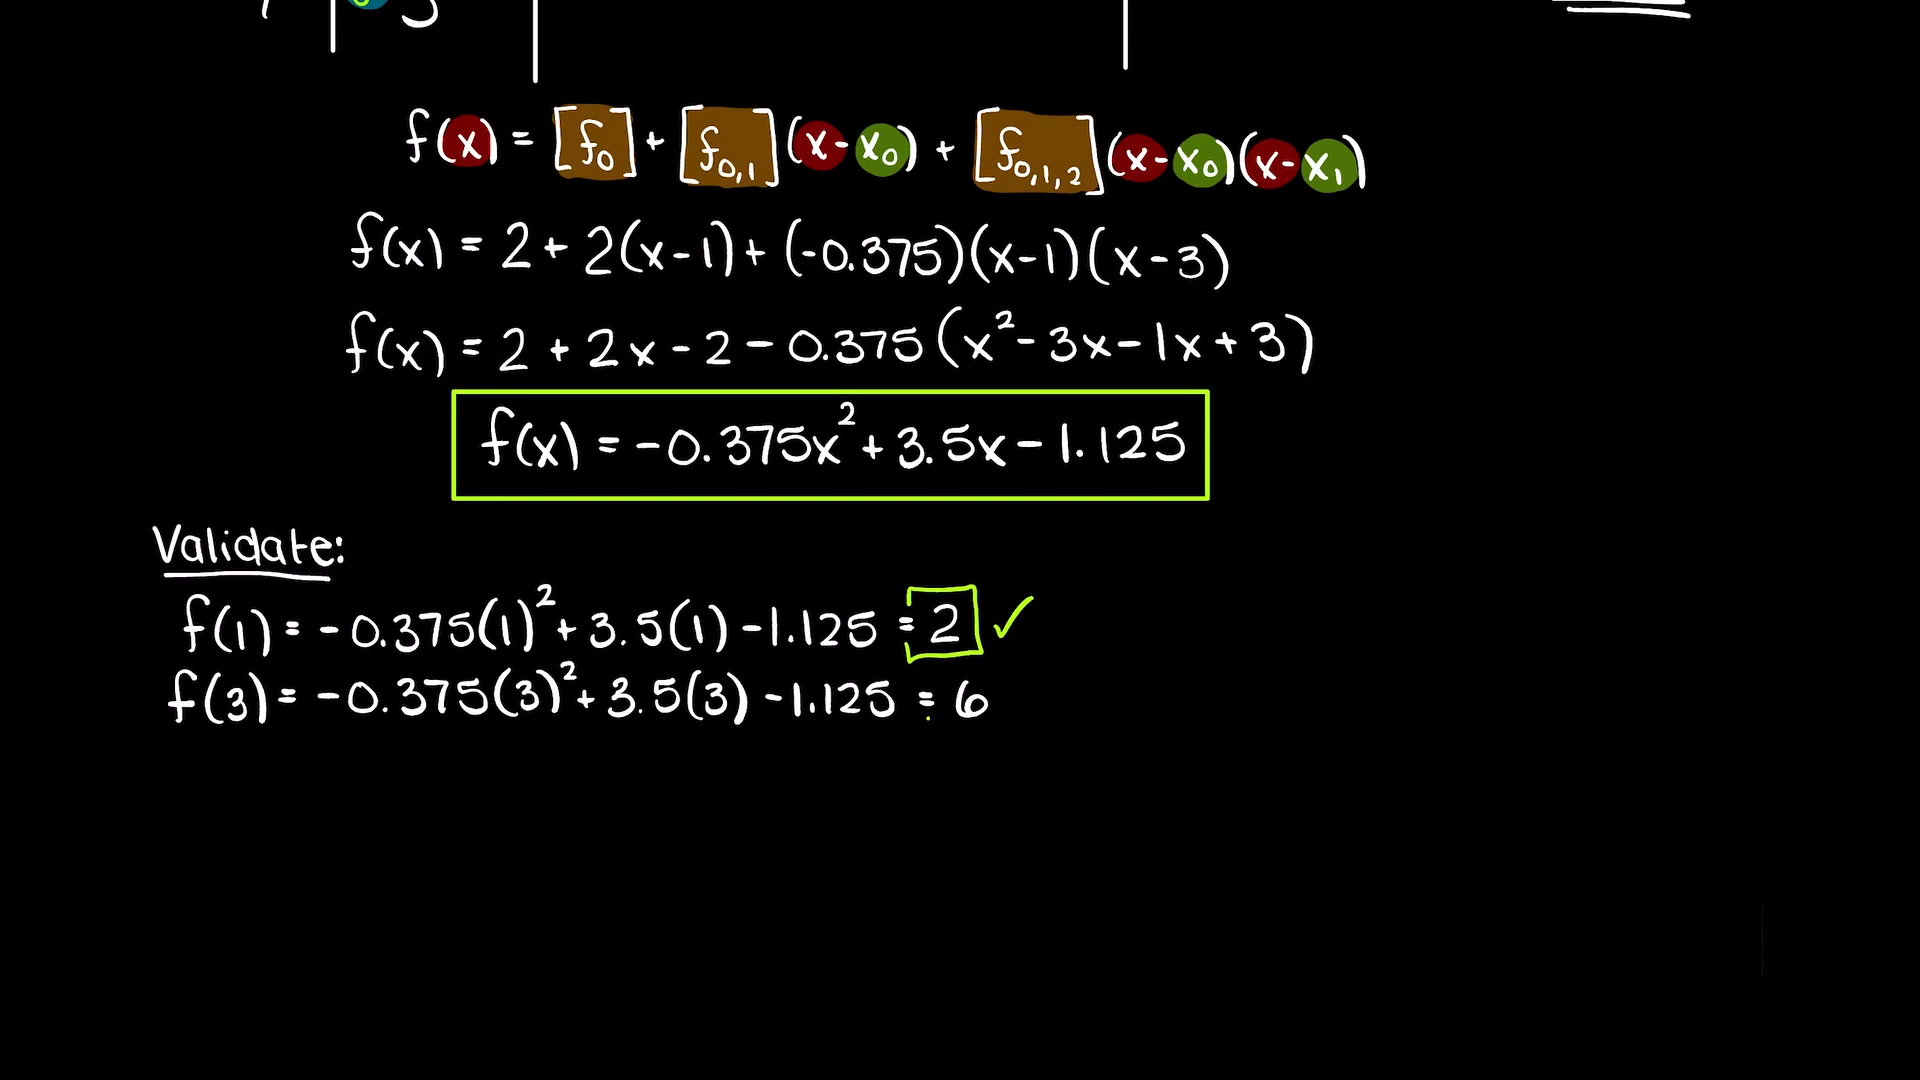 f(x) = [f₀] + [f₀,₁](x-x₀) + [f₀,₁,₂](x-x₀)(x-x₁)
f(x) = 2 + 2(x-1) + (-0.375)(x-1)(x-3)
f(x) = 2 + 2x - 2 - 0.375(x² - 3x - 1x + 3)
f(x) = -0.375x² + 3.5x - 1.125
Validate:
f(1) = -0.375(1)² + 3.5(1) - 1.125 = 2 ✓
f(3) = -0.375(3)² + 3.5(3) - 1.125 = 6